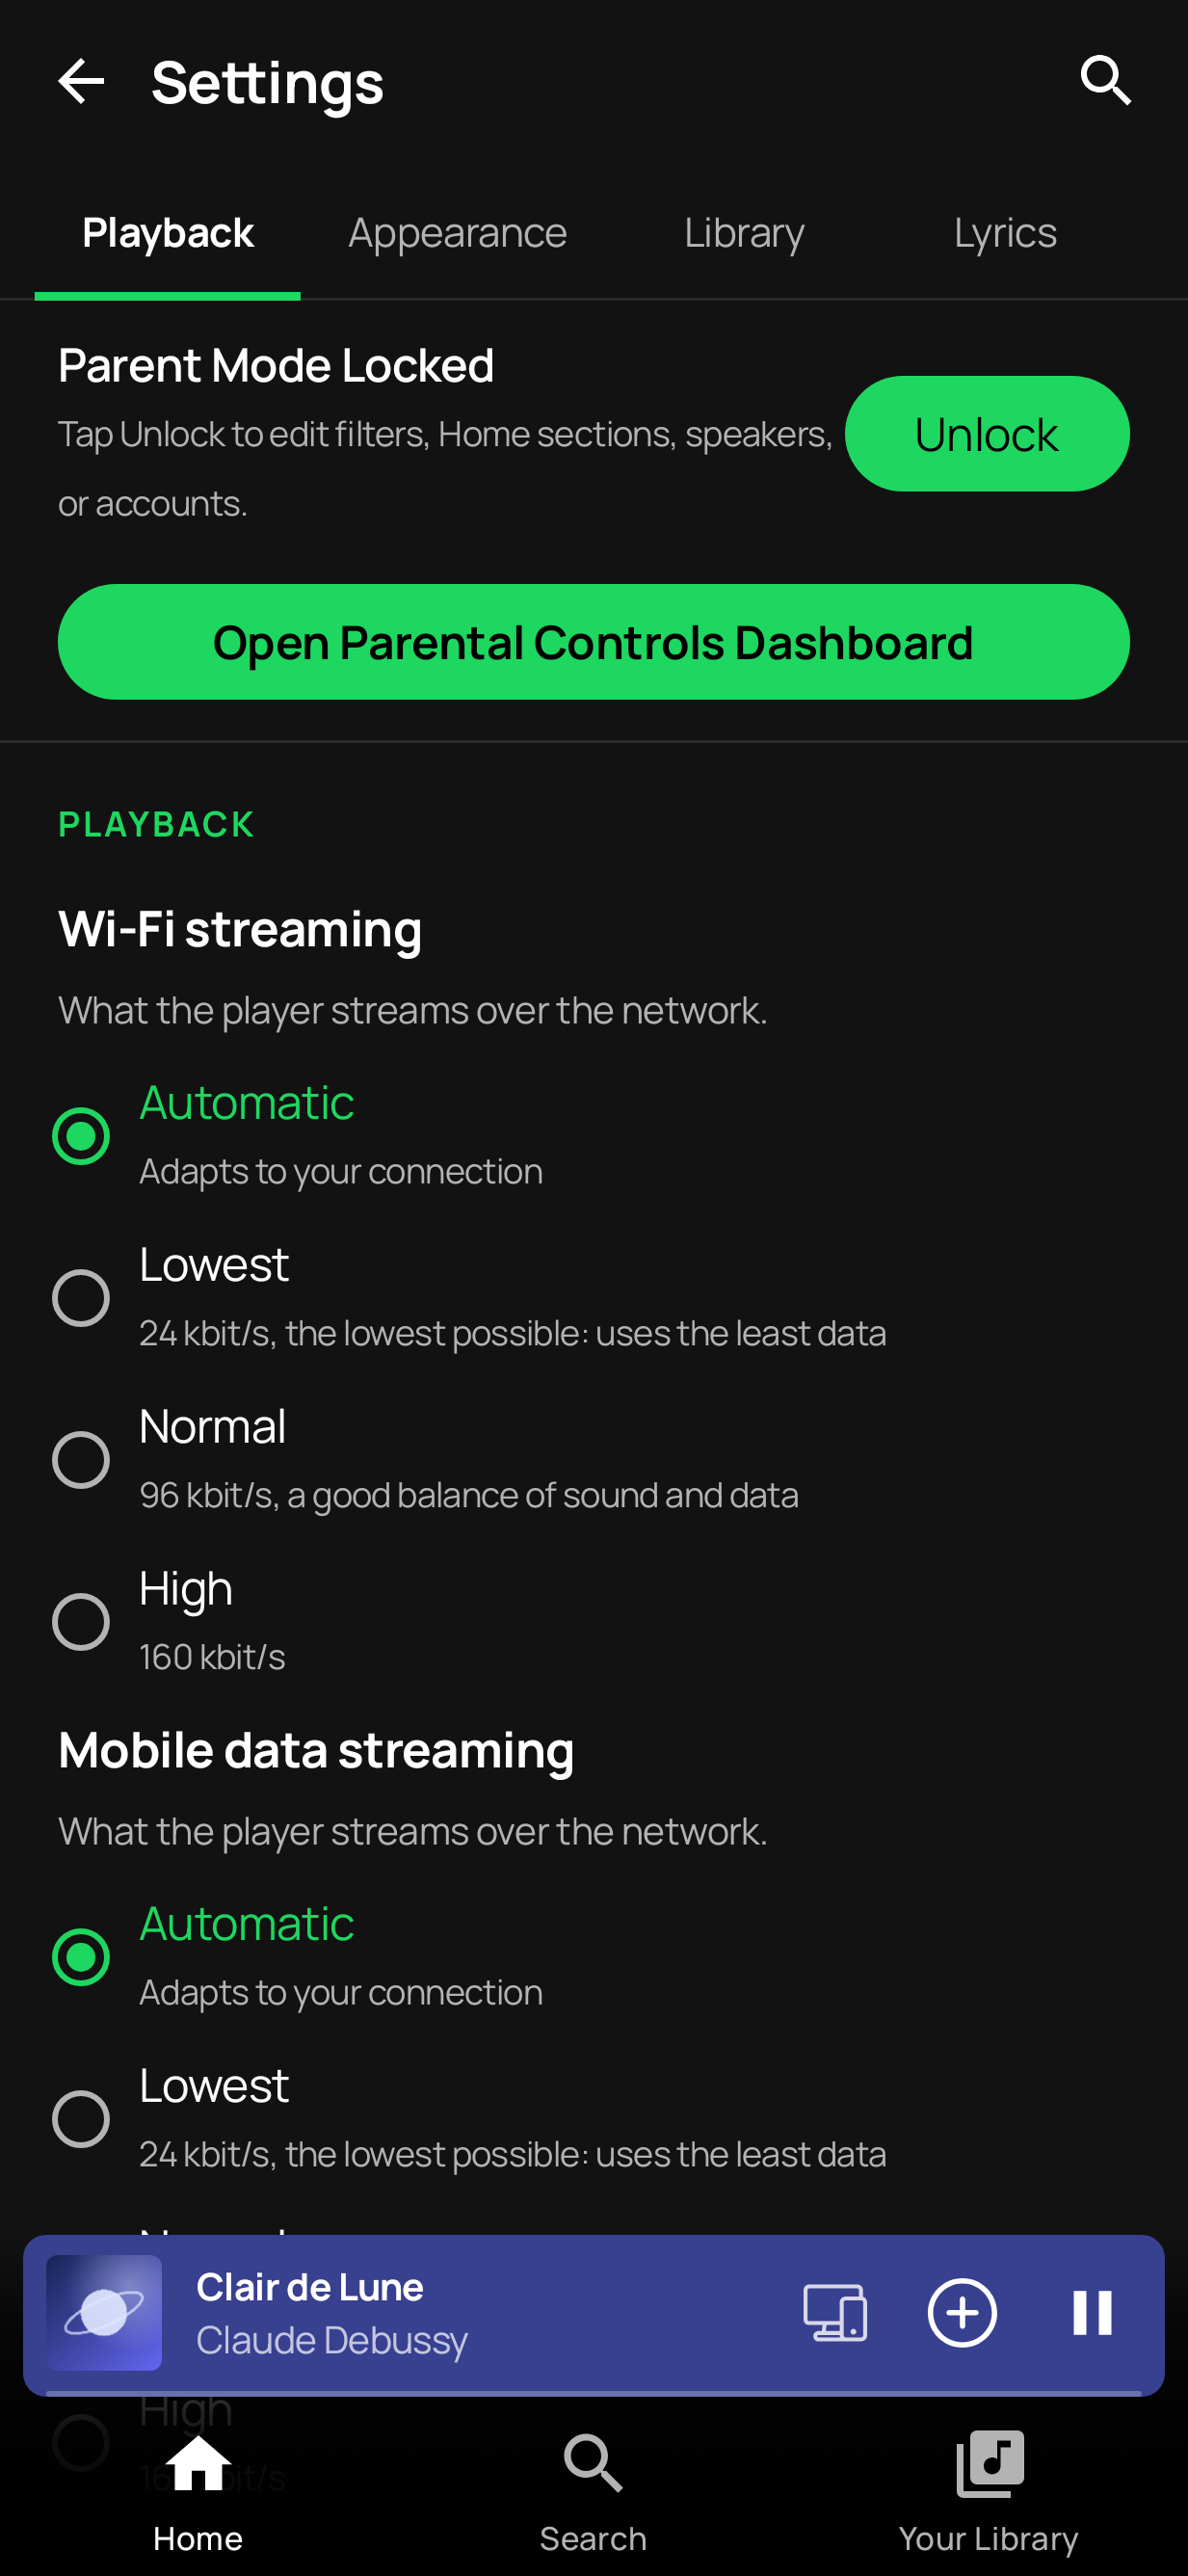 Settings
Playback
Appearance
Library
Lyrics
Parent Mode Locked
Tap Unlock to edit filters, Home sections, speakers,
or accounts.
Unlock
Open Parental Controls Dashboard
PLAYBACK
Wi-Fi streaming
What the player streams over the network.
Automatic
Adapts to your connection
Lowest
24 kbit/s, the lowest possible: uses the least data
Normal
96 kbit/s, a good balance of sound and data
High
160 kbit/s
Mobile data streaming
What the player streams over the network.
Automatic
Adapts to your connection
Lowest
24 kbit/s, the lowest possible: uses the least data
Clair de Lune
Claude Debussy
High
Home
Search
Your Library